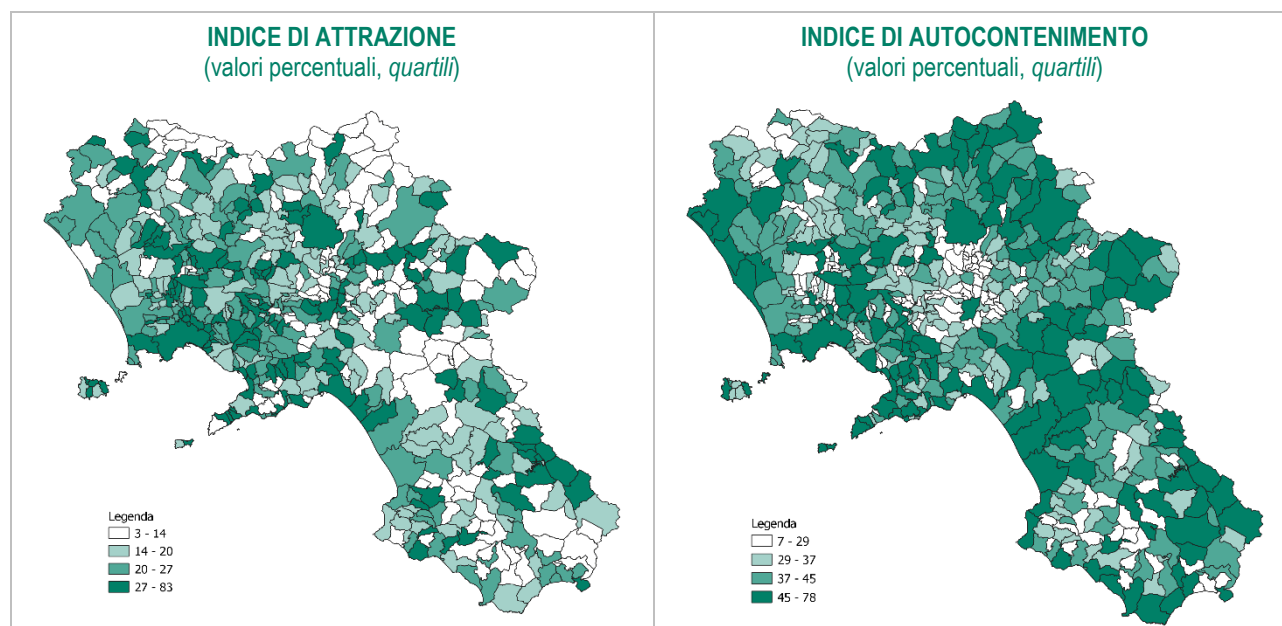 INDICE DI ATTRAZIONE
(valori percentuali, quartili)
Legenda
3 - 14
14 - 20
20 - 27
27 - 83
INDICE DI AUTOCONTENIMENTO
(valori percentuali, quartili)
Legenda
7 - 29
29 - 37
37 - 45
45 - 78